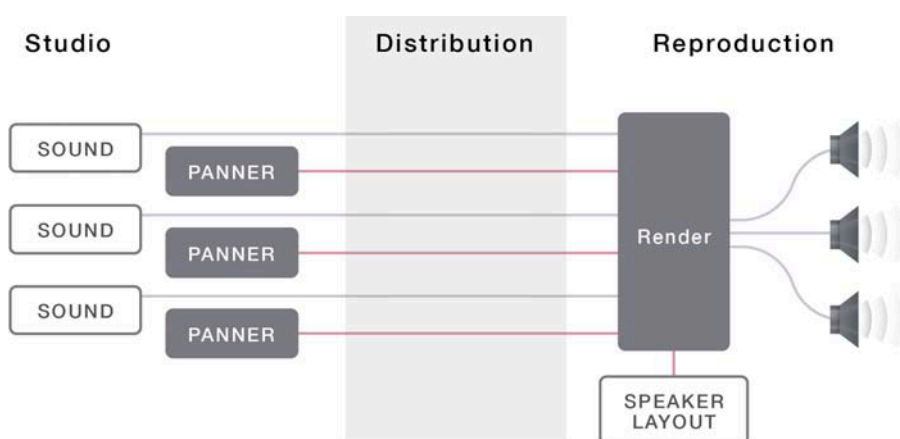 Studio
Distribution
Reproduction
SOUND
PANNER
SOUND
PANNER
Render
SOUND
PANNER
SPEAKER
LAYOUT